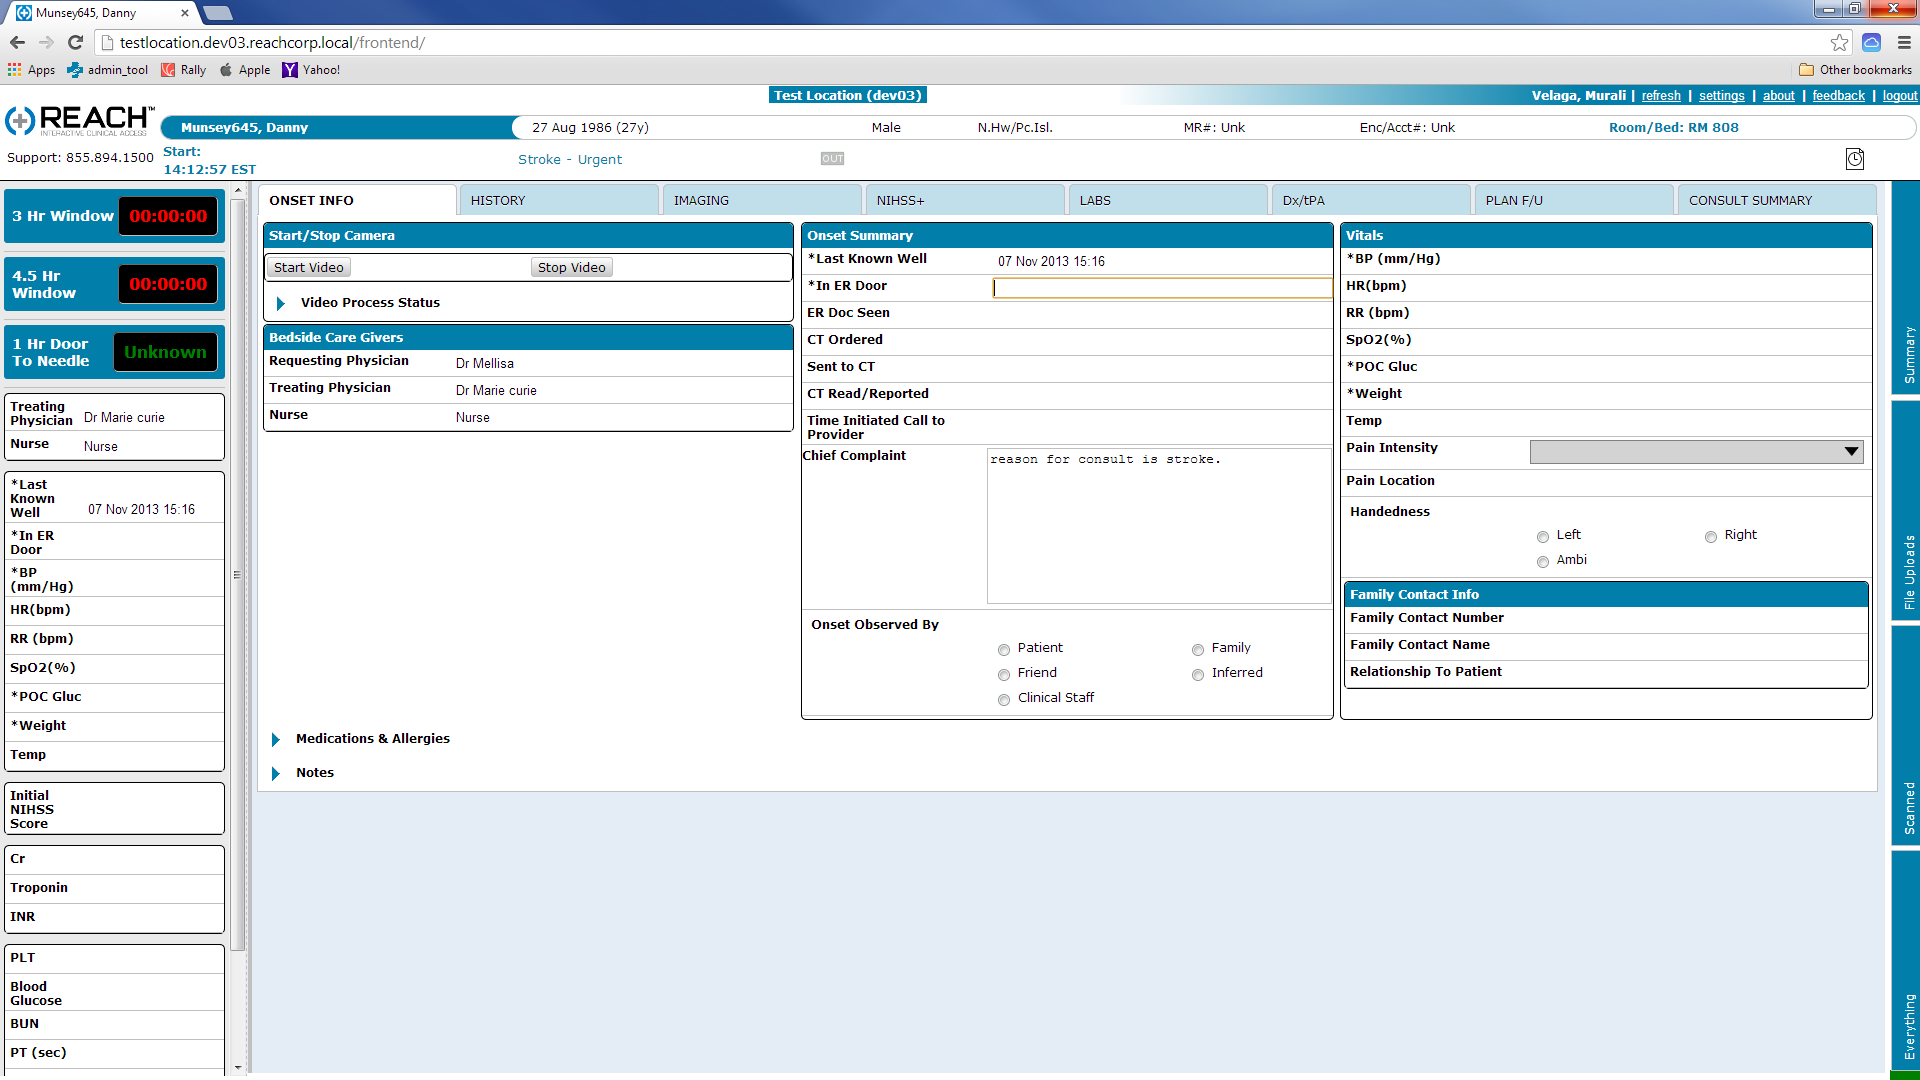 Munsey645, Danny
testlocation.dev03.reachcorp.local/frontend/
Apps admin_tool Rally Apple Yahoo! Other bookmarks
Test Location (dev03) Velaga, Murali | refresh | settings | about | feedback | logout
REACH™
INTERACTIVE CLINICAL ACCESS
Munsey645, Danny 27 Aug 1986 (27y) Male N.Hw/Pc.Isl. MR#: Unk Enc/Acct#: Unk Room/Bed: RM 808
Support: 855.894.1500
Start:
14:12:57 EST
Stroke - Urgent OUT
3 Hr Window 00:00:00
4.5 Hr
Window
00:00:00
1 Hr Door
To Needle
Unknown
Treating
Physician Dr Marie curie
Nurse Nurse
*Last
Known
Well 07 Nov 2013 15:16
*In ER
Door
*BP
(mm/Hg)
HR(bpm)
RR (bpm)
SpO2(%)
*POC Gluc
*Weight
Temp
Initial
NIHSS
Score
Cr
Troponin
INR
PLT
Blood
Glucose
BUN
PT (sec)
ONSET INFO HISTORY IMAGING NIHSS+ LABS Dx/tPA PLAN F/U CONSULT SUMMARY
Start/Stop Camera
Start Video Stop Video
Video Process Status
Bedside Care Givers
Requesting Physician Dr Mellisa
Treating Physician Dr Marie curie
Nurse Nurse
Onset Summary
*Last Known Well 07 Nov 2013 15:16
*In ER Door
ER Doc Seen
CT Ordered
Sent to CT
CT Read/Reported
Time Initiated Call to
Provider
Chief Complaint reason for consult is stroke.
Onset Observed By
Patient Family
Friend Inferred
Clinical Staff
Vitals
*BP (mm/Hg)
HR(bpm)
RR (bpm)
SpO2(%)
*POC Gluc
*Weight
Temp
Pain Intensity
Pain Location
Handedness
Left Right
Ambi
Family Contact Info
Family Contact Number
Family Contact Name
Relationship To Patient
Medications & Allergies
Notes
Summary
File Uploads
Scanned
Everything